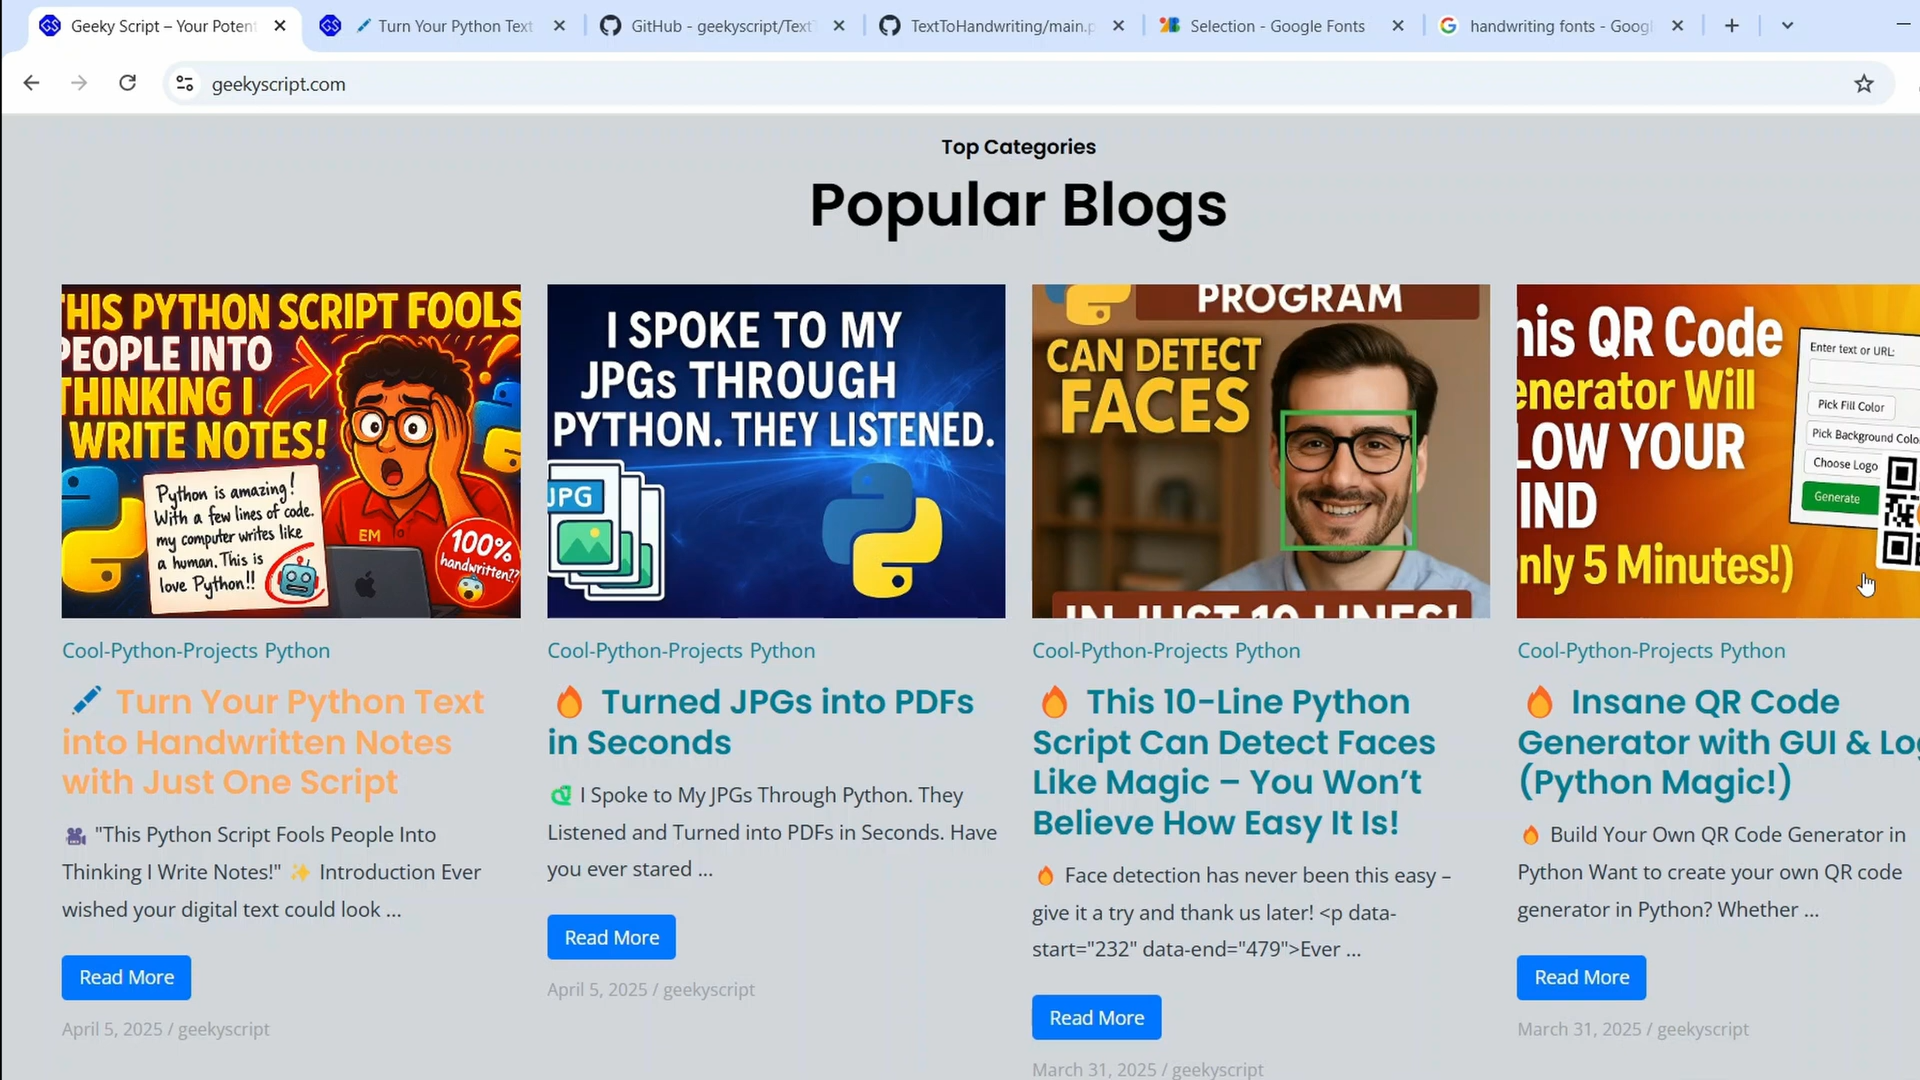 Geeky Script – Your Poten
Turn Your Python Text
GitHub - geekyscript/Text
TextToHandwriting/main.p
Selection - Google Fonts
handwriting fonts - Googl
geekyscript.com
Top Categories
Popular Blogs
THIS PYTHON SCRIPT FOOLS
PEOPLE INTO
THINKING I
WRITE NOTES!
Python is amazing!
With a few lines of code.
my computer writes like
a human. This is
love Python!!
EM
100%
handwritten??
I SPOKE TO MY
JPGs THROUGH
PYTHON. THEY LISTENED.
JPG
PROGRAM
CAN DETECT
FACES
IN JUST 10 LINES!
his QR Code
enerator Will
LOW YOUR
IND
nly 5 Minutes!)
Enter text or URL:
Pick Fill Color
Pick Background Colo
Choose Logo
Generate
Cool-Python-Projects Python
🖊️ Turn Your Python Text
into Handwritten Notes
with Just One Script
🎥 "This Python Script Fools People Into
Thinking I Write Notes!" ✨ Introduction Ever
wished your digital text could look ...
Read More
April 5, 2025 / geekyscript
Cool-Python-Projects Python
🔥 Turned JPGs into PDFs
in Seconds
I Spoke to My JPGs Through Python. They
Listened and Turned into PDFs in Seconds. Have
you ever stared ...
Read More
April 5, 2025 / geekyscript
Cool-Python-Projects Python
🔥 This 10-Line Python
Script Can Detect Faces
Like Magic – You Won't
Believe How Easy It Is!
🔥 Face detection has never been this easy –
give it a try and thank us later! <p data-
start="232" data-end="479">Ever ...
Read More
March 31, 2025 / geekyscript
Cool-Python-Projects Python
🔥 Insane QR Code
Generator with GUI & Lo
(Python Magic!)
🔥 Build Your Own QR Code Generator in
Python Want to create your own QR code
generator in Python? Whether ...
Read More
March 31, 2025 / geekyscript